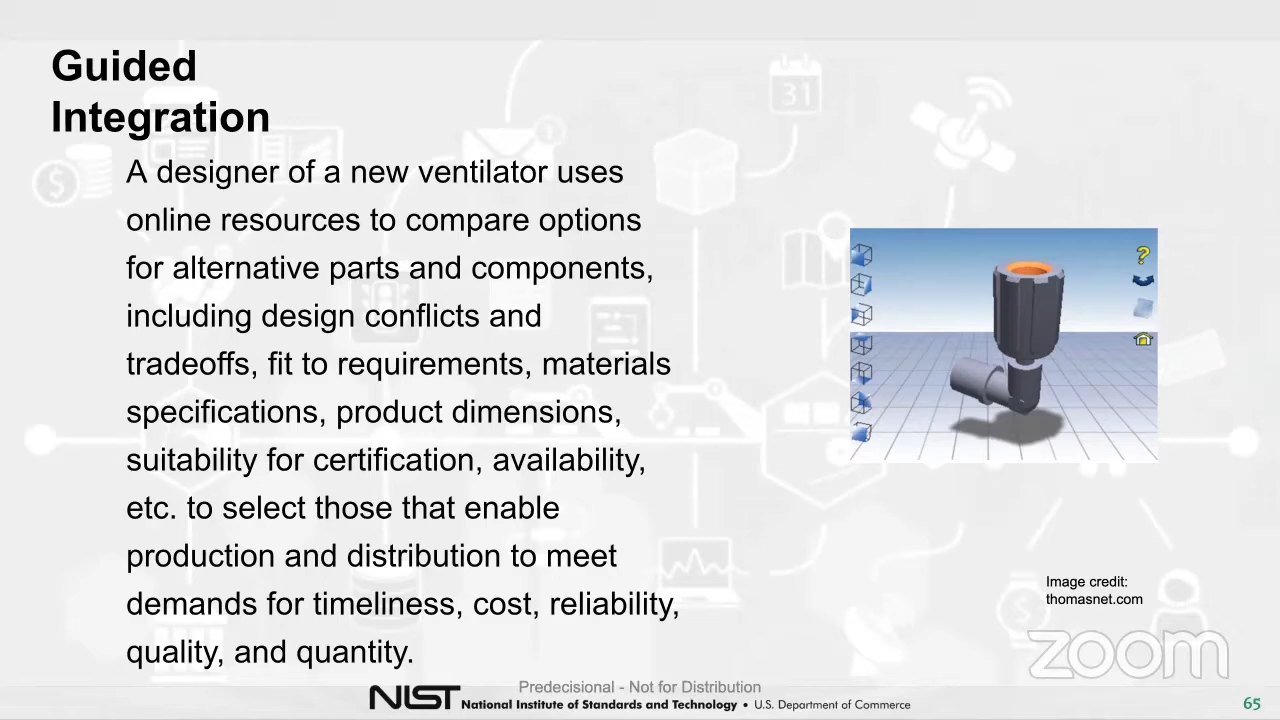 Guided
Integration
A designer of a new ventilator uses
online resources to compare options
for alternative parts and components,
including design conflicts and
tradeoffs, fit to requirements, materials
specifications, product dimensions,
suitability for certification, availability,
etc. to select those that enable
production and distribution to meet
demands for timeliness, cost, reliability,
quality, and quantity.
31
1
$
?
Image credit:
thomasnet.com
$
zoom
Predecisional - Not for Distribution
NIST National Institute of Standards and Technology • U.S. Department of Commerce
65